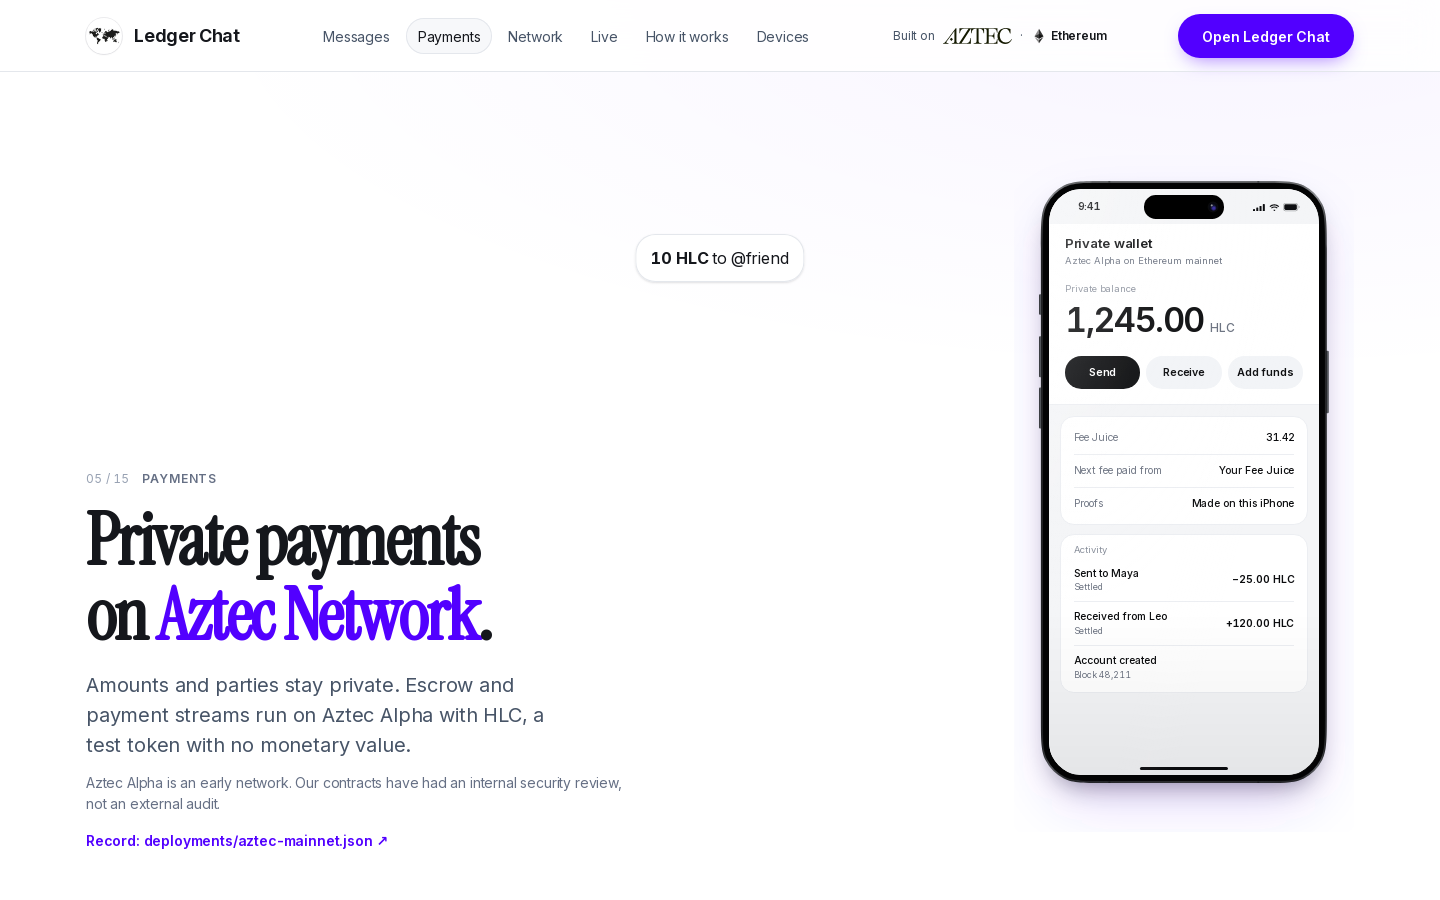 Ledger Chat
Messages
Payments
Network
Live
How it works
Devices
Built on AZTEC · Ethereum
Open Ledger Chat
10 HLC to @friend
05 / 15 PAYMENTS
Private payments
on Aztec Network.
Amounts and parties stay private. Escrow and
payment streams run on Aztec Alpha with HLC, a
test token with no monetary value.
Aztec Alpha is an early network. Our contracts have had an internal security review,
not an external audit.
Record: deployments/aztec-mainnet.json ↗
9:41
Private wallet
Aztec Alpha on Ethereum mainnet
Private balance
1,245.00 HLC
Send
Receive
Add funds
Fee Juice 31.42
Next fee paid from Your Fee Juice
Proofs Made on this iPhone
Activity
Sent to Maya
Settled
−25.00 HLC
Received from Leo
Settled
+120.00 HLC
Account created
Block 48,211